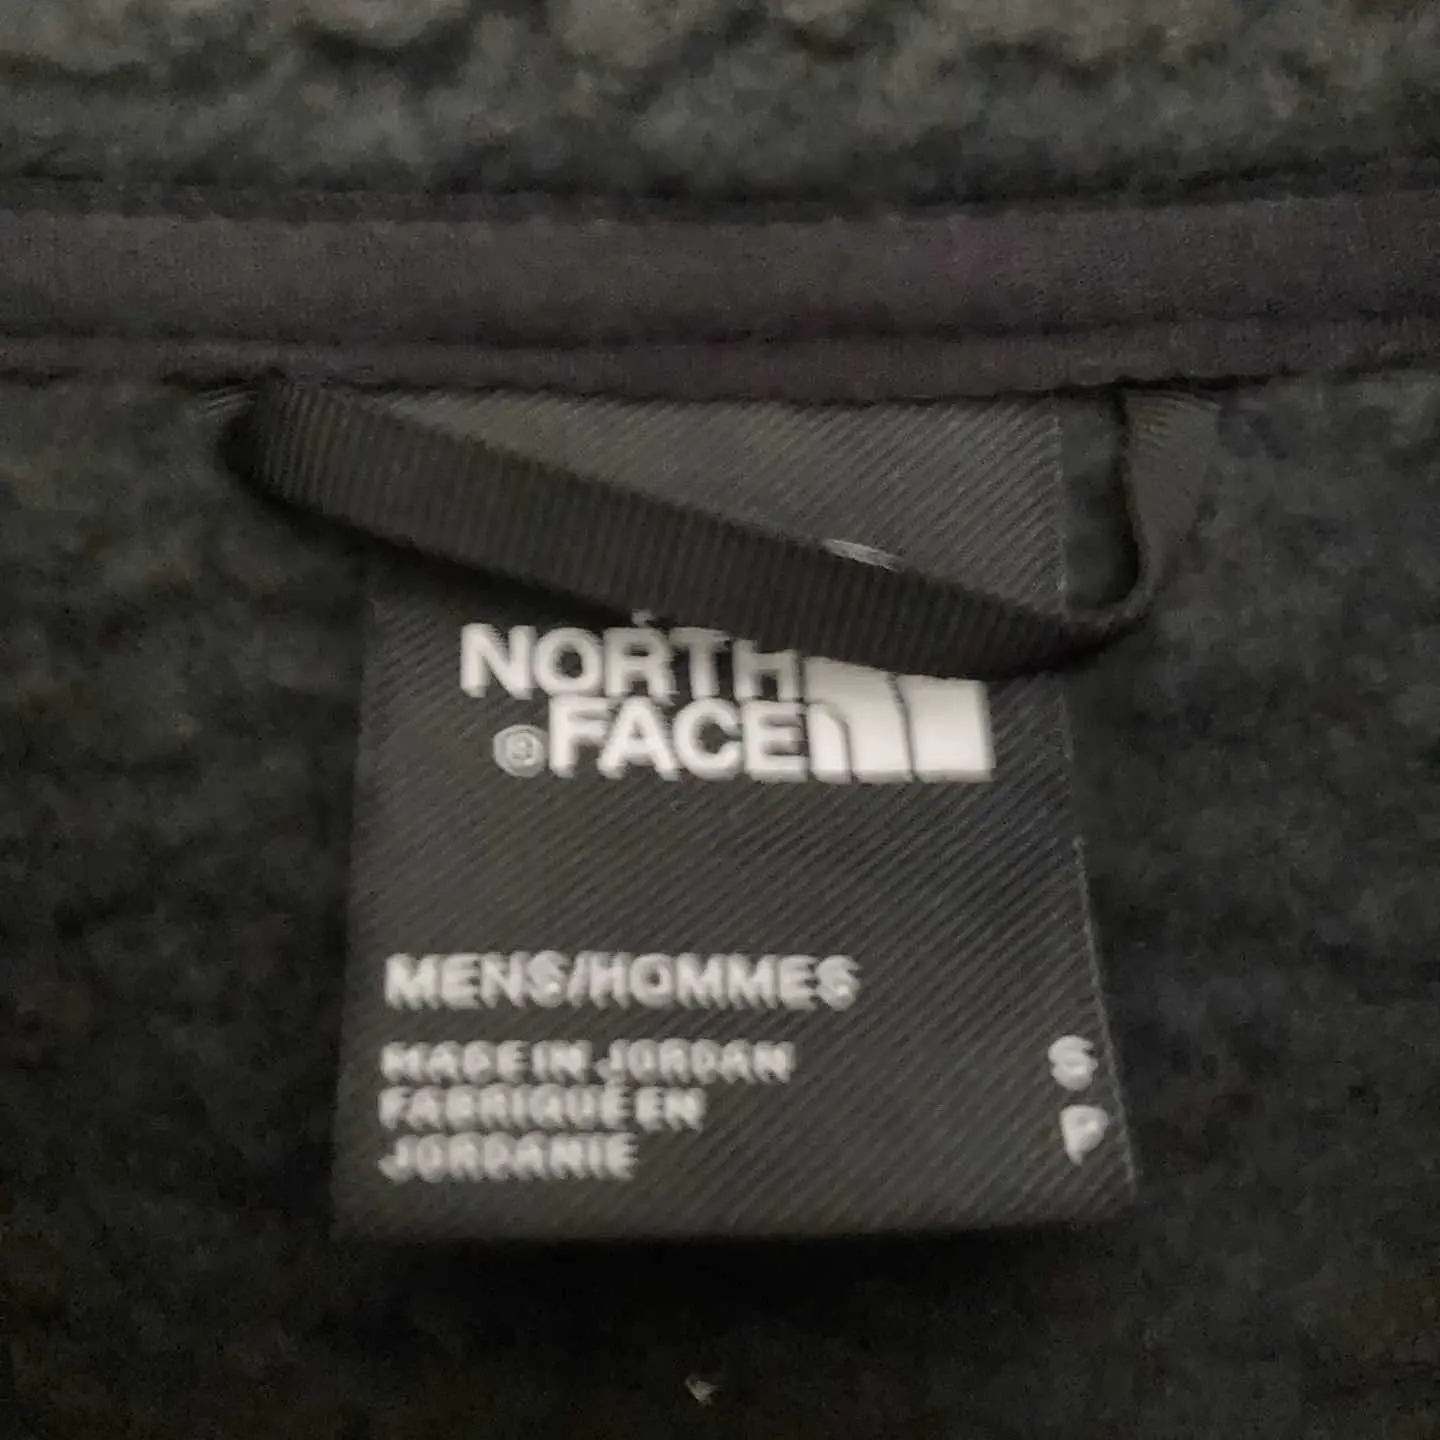 NORTH
® FACE
MENS/HOMMES
MADE IN JORDAN
FABRIQUÉ EN
JORDANIE
S
P